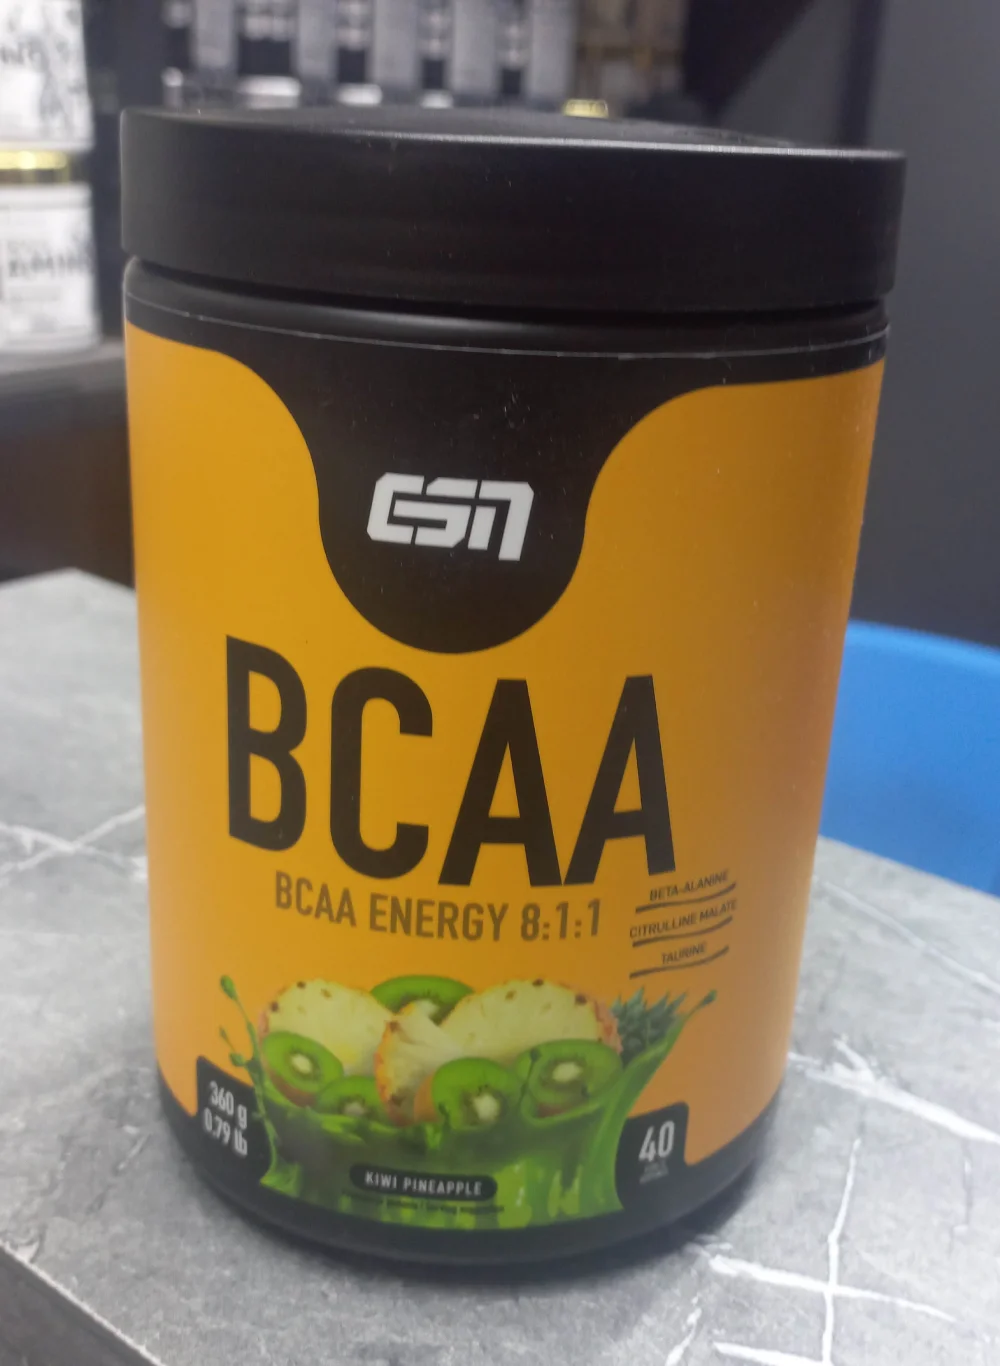 ESN
BCAA
BCAA ENERGY 8:1:1
BETA-ALANINE
CITRULLINE MALATE
TAURINE
360 g
0.79 lb
40
KIWI PINEAPPLE